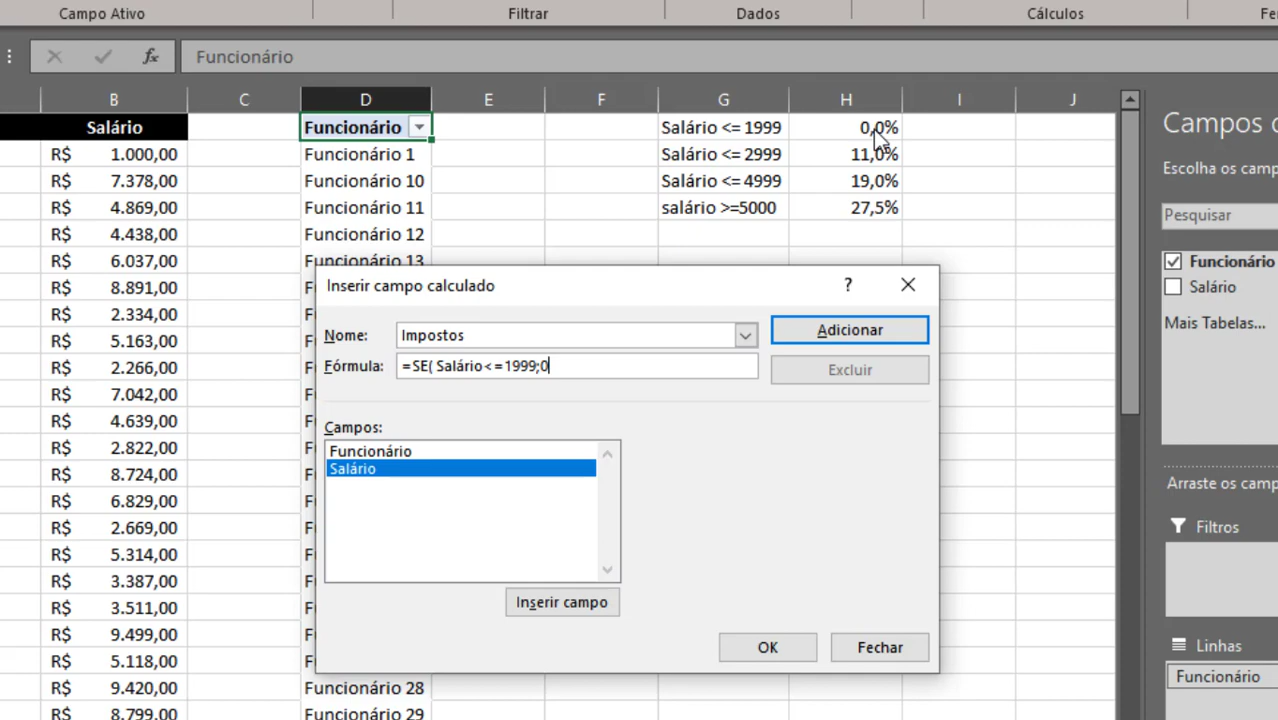 Campo Ativo Filtrar Dados Cálculos Fe
fx Funcionário
B C D E F G H I J
Salário Funcionário Salário <= 1999 0,0%
R$ 1.000,00 Funcionário 1 Salário <= 2999 11,0%
R$ 7.378,00 Funcionário 10 Salário <= 4999 19,0%
R$ 4.869,00 Funcionário 11 salário >=5000 27,5%
R$ 4.438,00 Funcionário 12
R$ 6.037,00 Funcionário 13
R$ 8.891,00
R$ 2.334,00
R$ 5.163,00
R$ 2.266,00
R$ 7.042,00
R$ 4.639,00
R$ 2.822,00
R$ 8.724,00
R$ 6.829,00
R$ 2.669,00
R$ 5.314,00
R$ 3.387,00
R$ 3.511,00
R$ 9.499,00
R$ 5.118,00
R$ 9.420,00 Funcionário 28
R$ 8.799,00 Funcionário 29
Inserir campo calculado ?
Nome: Impostos Adicionar
Fórmula: =SE( Salário<=1999;0 Excluir
Campos:
Funcionário
Salário
Inserir campo
OK Fechar
Campos
Escolha os camp
Pesquisar
Funcionário
Salário
Mais Tabelas...
Arraste os camp
Filtros
Linhas
Funcionário